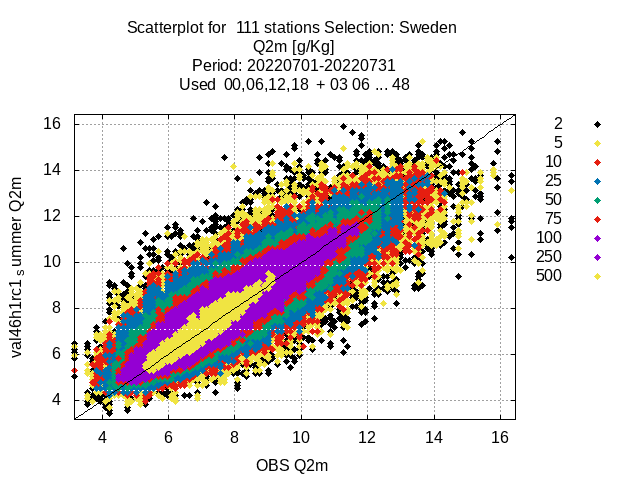 Scatterplot for  111 stations Selection: Sweden
Q2m [g/Kg]
Period: 20220701-20220731
Used  00,06,12,18  + 03 06 ... 48
16
14
12
10
8
6
4
val46h1rc1 s ummer Q2m
4 6 8 10 12 14 16
OBS Q2m
2
5
10
25
50
75
100
250
500